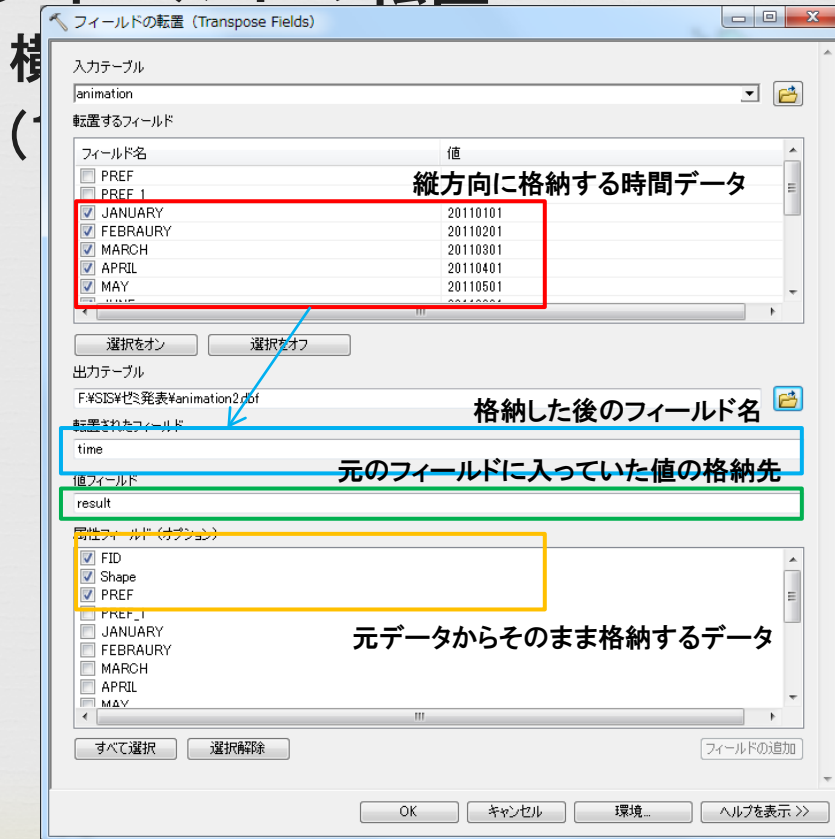 横
(1
フィールドの転置 (Transpose Fields)
入力テーブル
animation
転置するフィールド
フィールド名 値
PREF
PREF_1
縦方向に格納する時間データ
JANUARY 20110101
FEBRAURY 20110201
MARCH 20110301
APRIL 20110401
MAY 20110501
JUNE
選択をオン 選択をオフ
出力テーブル
F:¥SIS¥ゼミ発表¥animation2.dbf
格納した後のフィールド名
転置されたフィールド
time
元のフィールドに入っていた値の格納先
値フィールド
result
属性フィールド (オプション)
FID
Shape
PREF
PREF_1
JANUARY
元データからそのまま格納するデータ
FEBRAURY
MARCH
APRIL
MAY
すべて選択 選択解除 フィールドの追加
OK キャンセル 環境... ヘルプを表示 >>